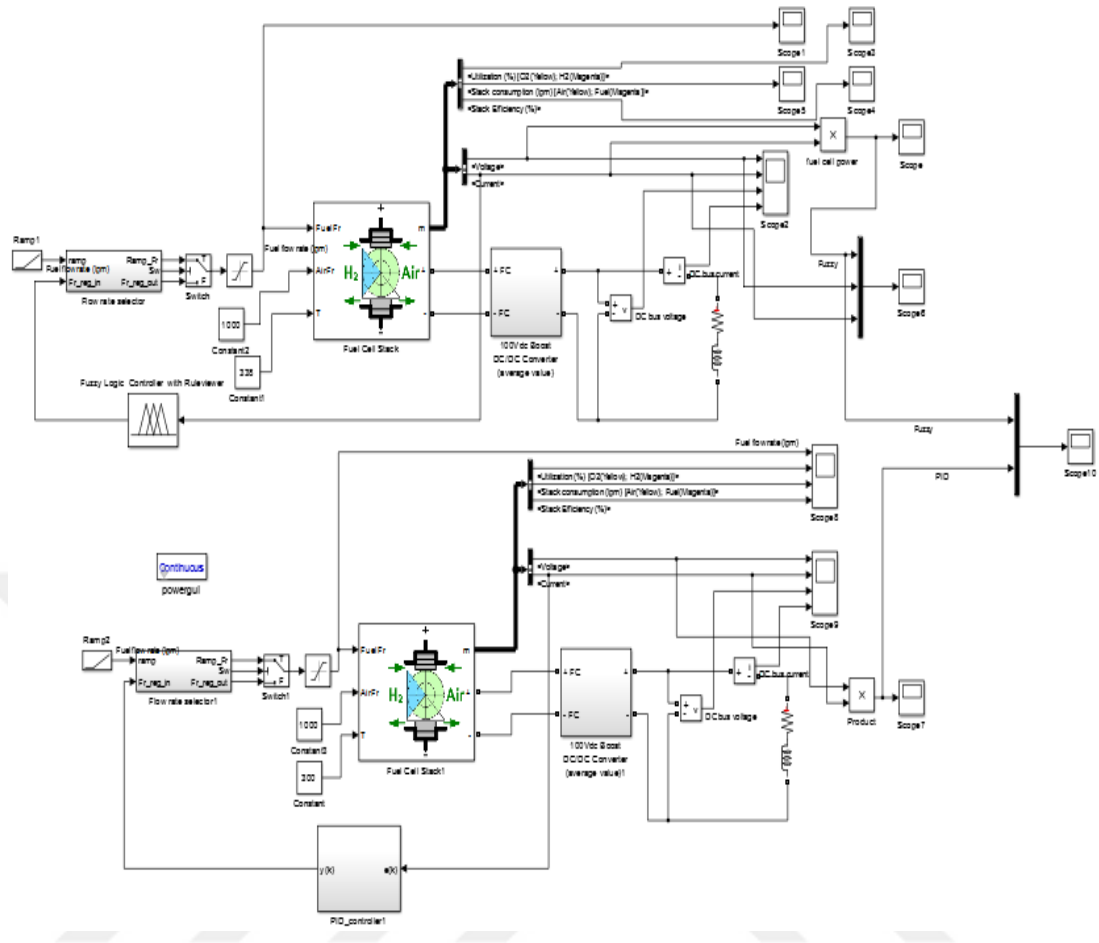 Scope1
Scope3
<Utilization (%) [O2(Yellow); H2(Magenta)]>
<Stack consumption (lpm) [Air(Yellow); Fuel(Magenta)]>
<Stack Efficiency (%)>
Scope5
Scope4
X
fuel cell power
Scope
<Voltage>
<Current>
Scope2
Ramp1
Fuel flow rate (lpm)
ramp
Fr_reg_in
Ramp_Fr
Sw
Fr_reg_out
Flow rate selector
T
F
Switch
Fuel flow rate (lpm)
FuelFr
AirFr
T
+
m
+
-
-
H2
Air
Fuel Cell Stack
1000
Constant2
Constant1
+ FC
- FC
+
-
100Vdc Boost
DC/DC Converter
(average value)
+
-
v
DC bus voltage
+
i
-
DC bus current
Fuzzy
Scope6
Fuzzy Logic Controller with Ruleviewer
Fuzzy
PID
Scope10
Fuel flow rate (lpm)
<Utilization (%) [O2(Yellow); H2(Magenta)]>
<Stack consumption (lpm) [Air(Yellow); Fuel(Magenta)]>
<Stack Efficiency (%)>
Scope8
Continuous
powergui
<Voltage>
<Current>
Scope9
Ramp2
Fuel flow rate (lpm)
ramp
Fr_reg_in
Ramp_Fr
Sw
Fr_reg_out
Flow rate selector1
T
F
Switch1
FuelFr
AirFr
T
+
m
+
-
-
H2
Air
Fuel Cell Stack1
1000
Constant3
300
Constant
+ FC
- FC
+
-
100Vdc Boost
DC/DC Converter
(average value)1
+
-
v
DC bus voltage
+
i
-
DC bus current
X
Product
Scope7
y(k)
e(k)
PID_controller1